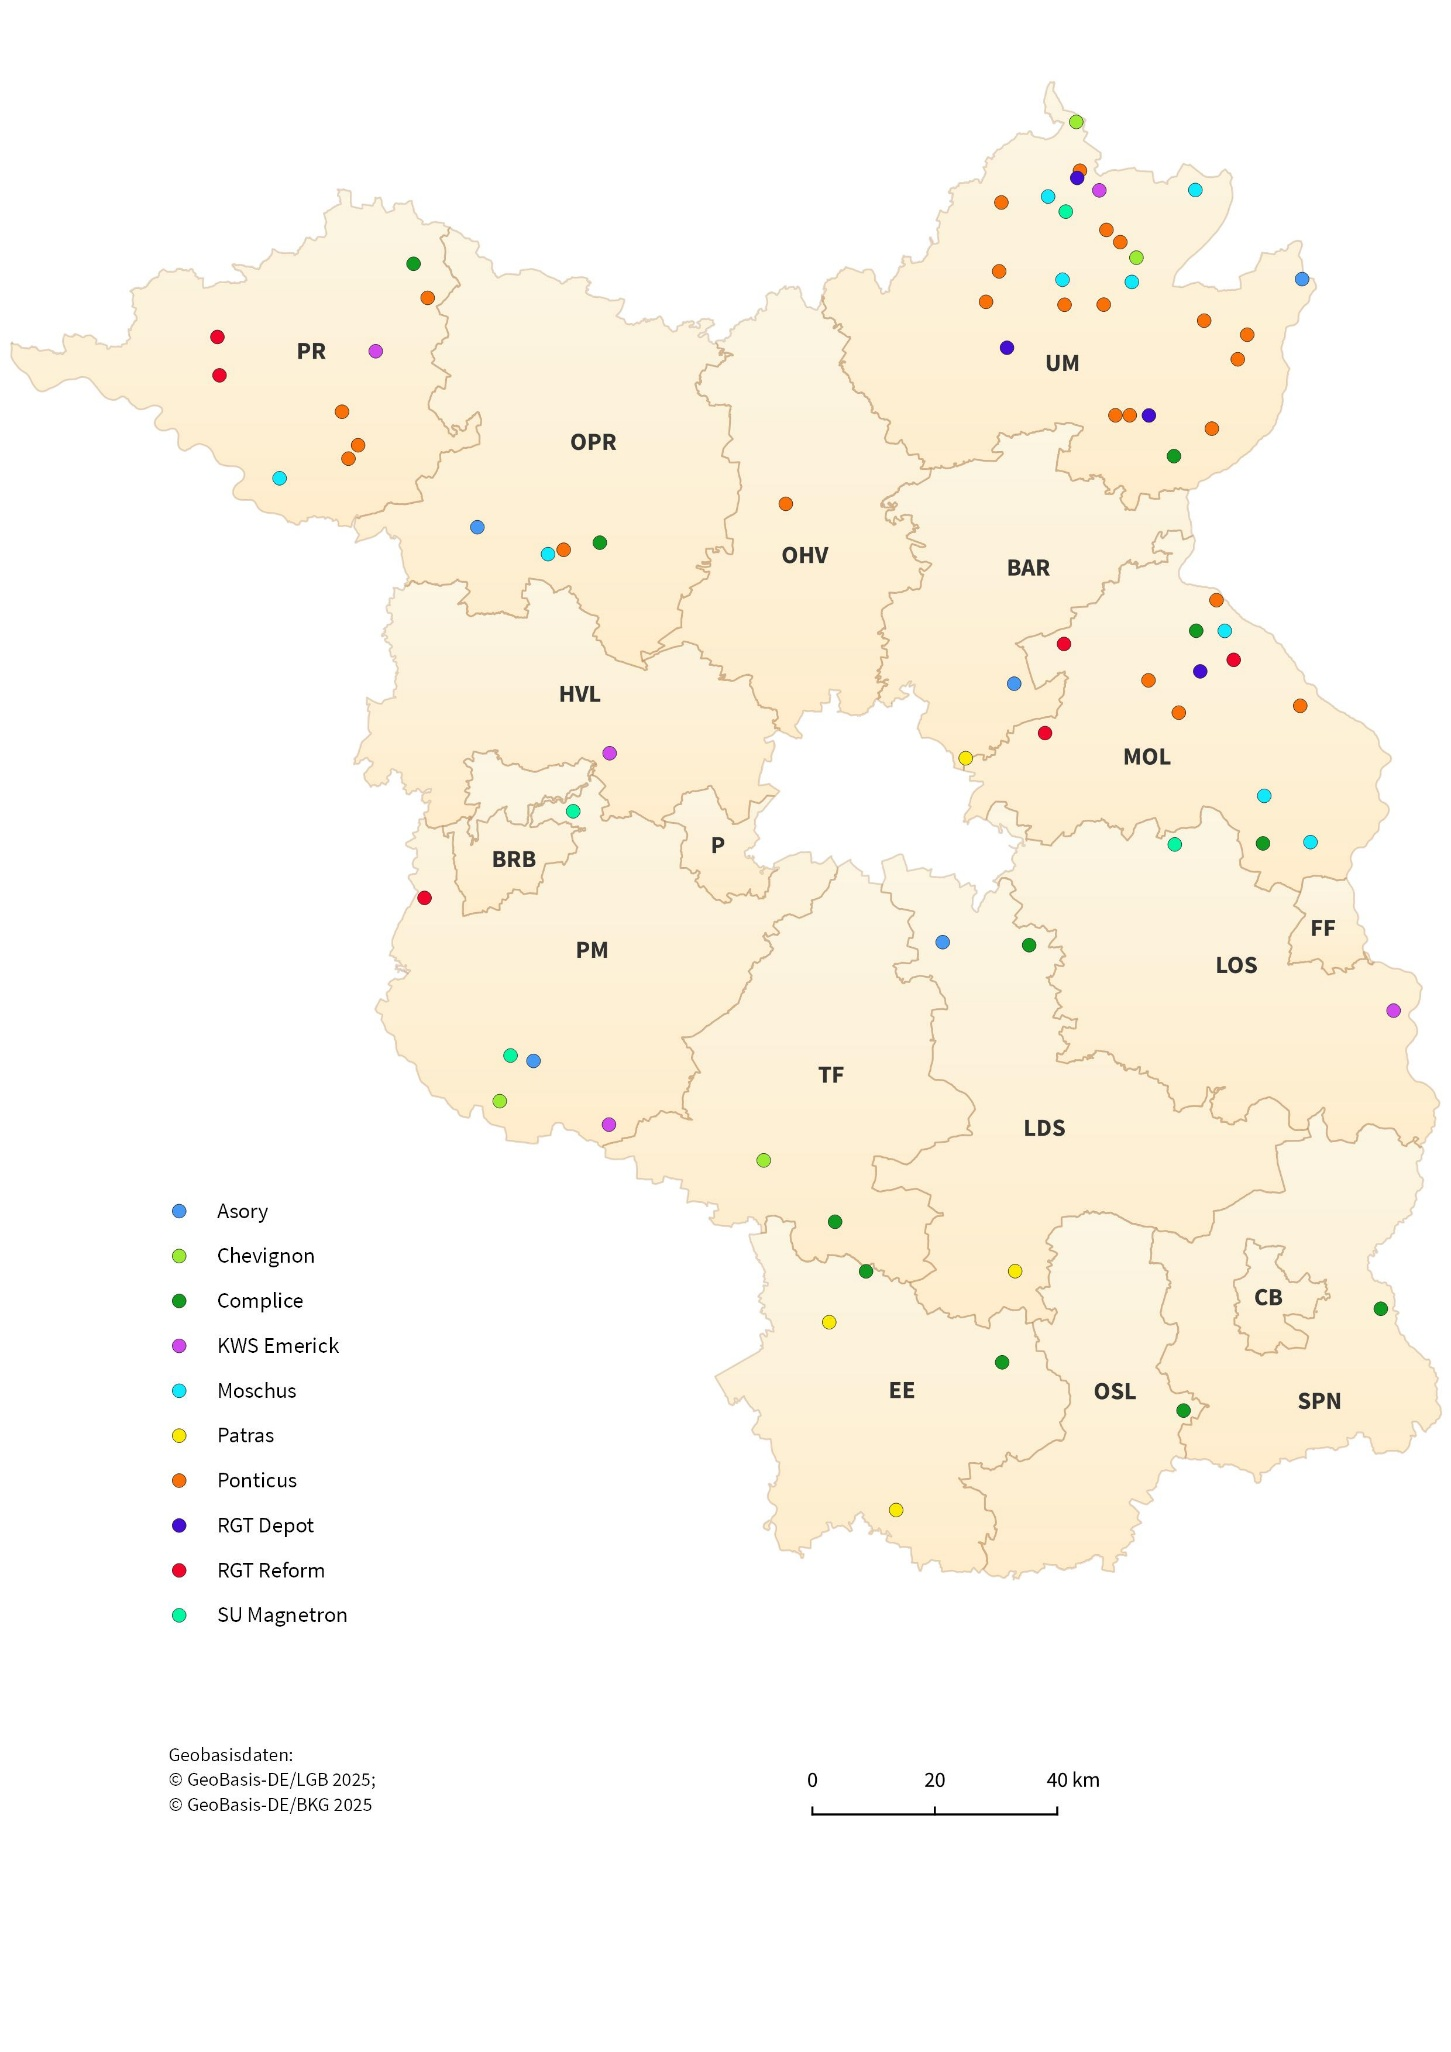 PR
UM
OPR
OHV
BAR
HVL
MOL
P
BRB
FF
PM
LOS
TF
LDS
CB
EE
OSL
SPN
Asory
Chevignon
Complice
KWS Emerick
Moschus
Patras
Ponticus
RGT Depot
RGT Reform
SU Magnetron
Geobasisdaten:
© GeoBasis-DE/LGB 2025;
© GeoBasis-DE/BKG 2025
0 20 40 km